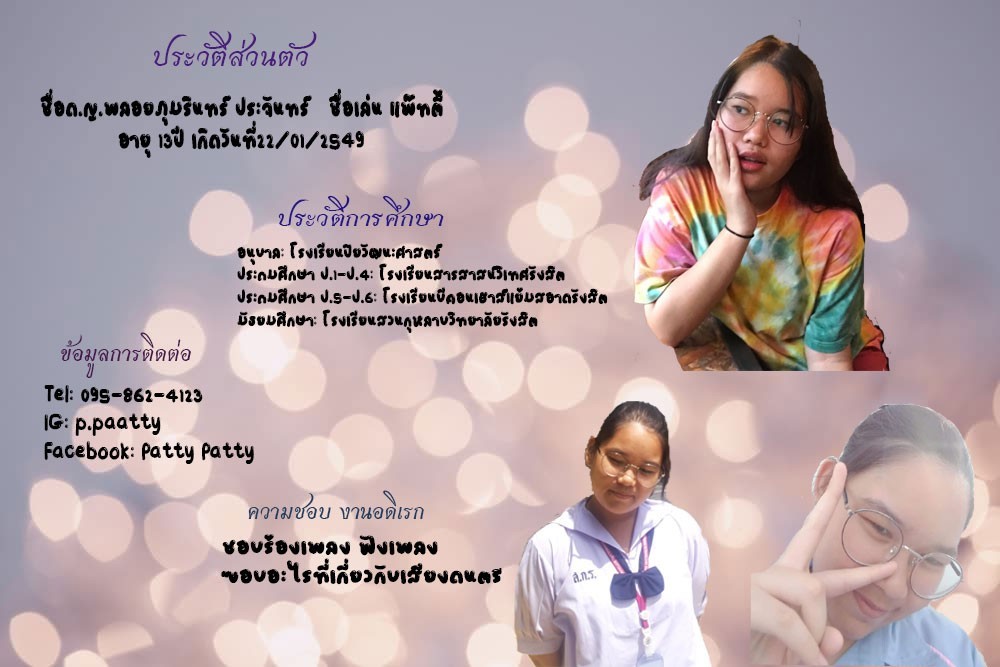 ประวัติส่วนตัว
ชื่อด.ญ.พลอยภุมรินทร์ ประจันทร์ ชื่อเล่น แพ๊ทตี้
อายุ 13ปี เกิดวันที่22/01/2549
ประวัติการศึกษา
อนุบาล: โรงเรียนปิยวัฒนะศาสตร์
ประถมศึกษา ป.1-ป.4: โรงเรียนสารสาสน์วิเทศรังสิต
ประถมศึกษา ป.5-ป.6: โรงเรียนบีคอนเฮาส์แย้มสอาดรังสิต
มัธยมศึกษา: โรงเรียนสวนกุหลาบวิทยาลัยรังสิต
ข้อมูลการติดต่อ
Tel: 095-862-4123
IG: p.paatty
Facebook: Patty Patty
ความชอบ งานอดิเรก
ชอบร้องเพลง ฟังเพลง
ชอบอะไรที่เกี่ยวกับเสียงดนตรี
ส.ก.ร.